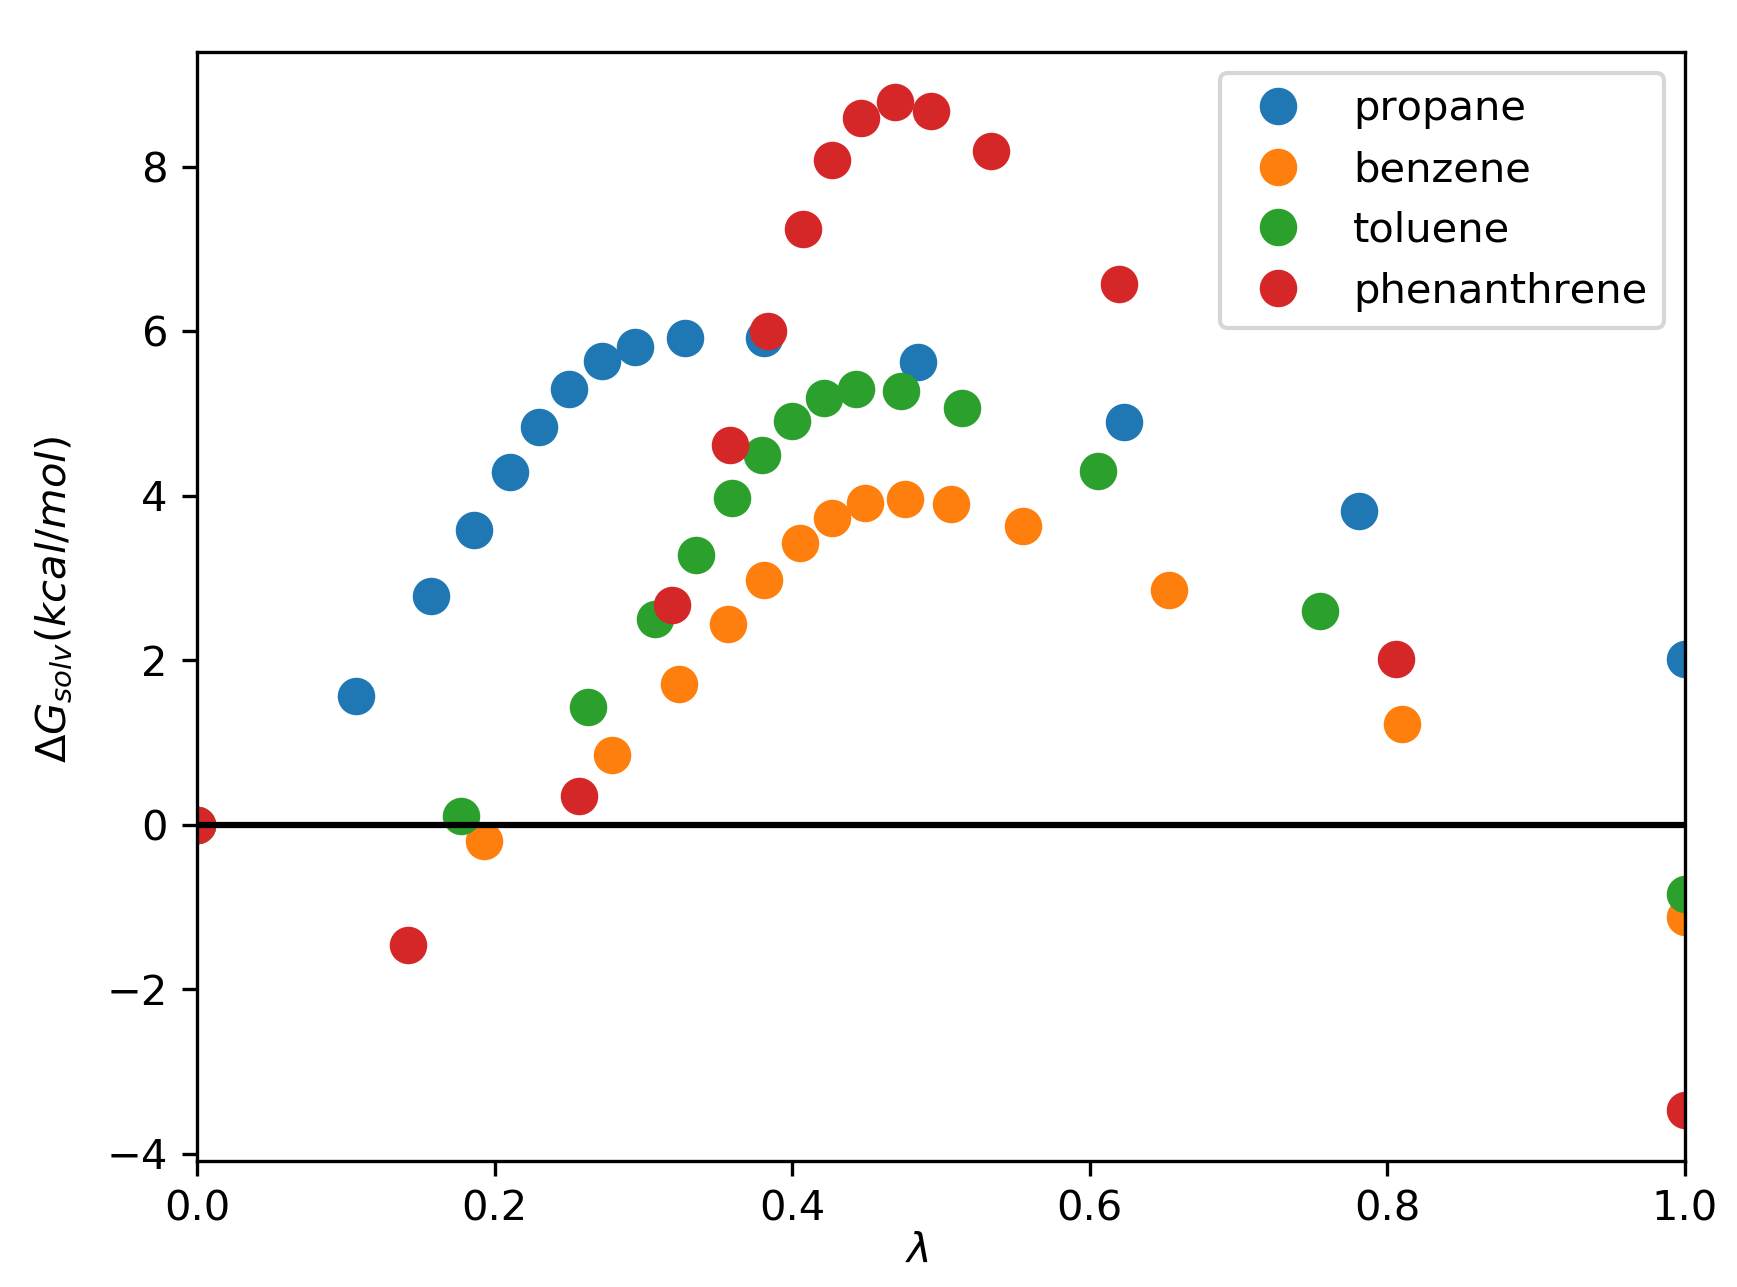 propane
benzene
toluene
phenanthrene
8
6
4
2
0
−2
−4
ΔG_solv(kcal/mol)
0.0 0.2 0.4 0.6 0.8 1.0
λ